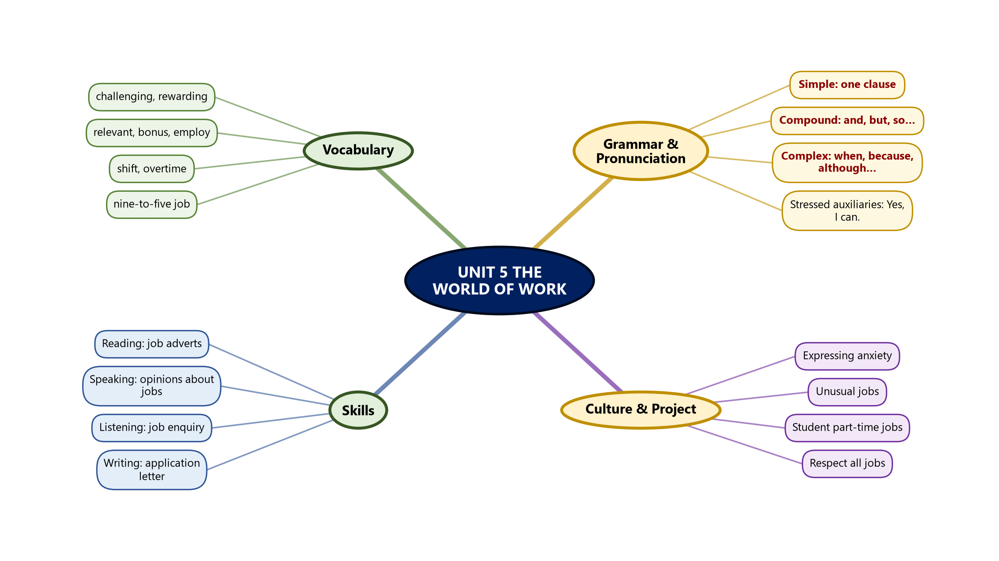 UNIT 5 THE
WORLD OF WORK
Vocabulary
challenging, rewarding
relevant, bonus, employ
shift, overtime
nine-to-five job
Grammar &
Pronunciation
Simple: one clause
Compound: and, but, so...
Complex: when, because,
although...
Stressed auxiliaries: Yes,
I can.
Skills
Reading: job adverts
Speaking: opinions about
jobs
Listening: job enquiry
Writing: application
letter
Culture & Project
Expressing anxiety
Unusual jobs
Student part-time jobs
Respect all jobs